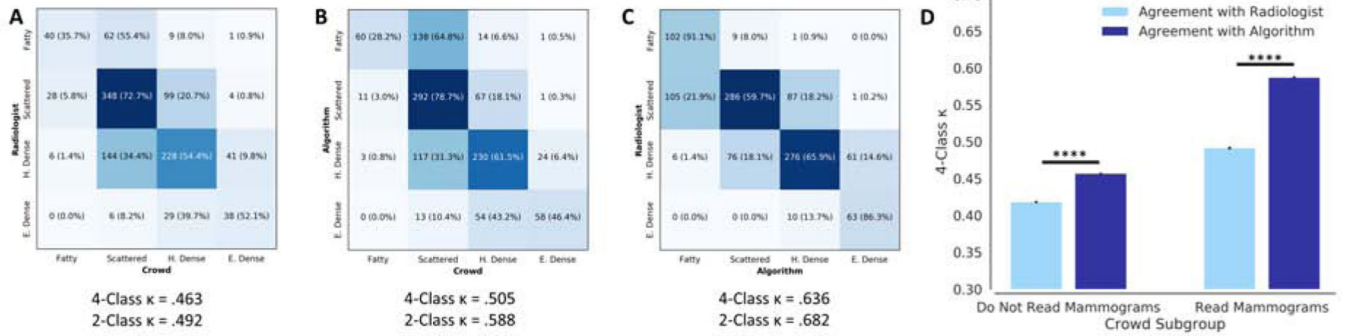 A
Radiologist
Fatty
Scattered
H. Dense
E. Dense
40 (35.7%) 62 (55.4%) 9 (8.0%) 1 (0.9%)
28 (5.8%) 348 (72.7%) 99 (20.7%) 4 (0.8%)
6 (1.4%) 144 (34.4%) 228 (54.4%) 41 (9.8%)
0 (0.0%) 6 (8.2%) 29 (39.7%) 38 (52.1%)
Fatty Scattered H. Dense E. Dense
Crowd
4-Class κ = .463
2-Class κ = .492
B
Algorithm
Fatty
Scattered
H. Dense
E. Dense
60 (28.2%) 138 (64.8%) 14 (6.6%) 1 (0.5%)
11 (3.0%) 292 (78.7%) 67 (18.1%) 1 (0.3%)
3 (0.8%) 117 (31.3%) 230 (61.5%) 24 (6.4%)
0 (0.0%) 13 (10.4%) 54 (43.2%) 58 (46.4%)
Fatty Scattered H. Dense E. Dense
Crowd
4-Class κ = .505
2-Class κ = .588
C
Radiologist
Fatty
Scattered
H. Dense
E. Dense
102 (91.1%) 9 (8.0%) 1 (0.9%) 0 (0.0%)
105 (21.9%) 286 (59.7%) 87 (18.2%) 1 (0.2%)
6 (1.4%) 76 (18.1%) 276 (65.9%) 61 (14.6%)
0 (0.0%) 0 (0.0%) 10 (13.7%) 63 (86.3%)
Fatty Scattered H. Dense E. Dense
Algorithm
4-Class κ = .636
2-Class κ = .682
D
Agreement with Radiologist
Agreement with Algorithm
4-Class κ
0.65
0.60
0.55
0.50
0.45
0.40
0.35
0.30
****
****
Do Not Read Mammograms Read Mammograms
Crowd Subgroup